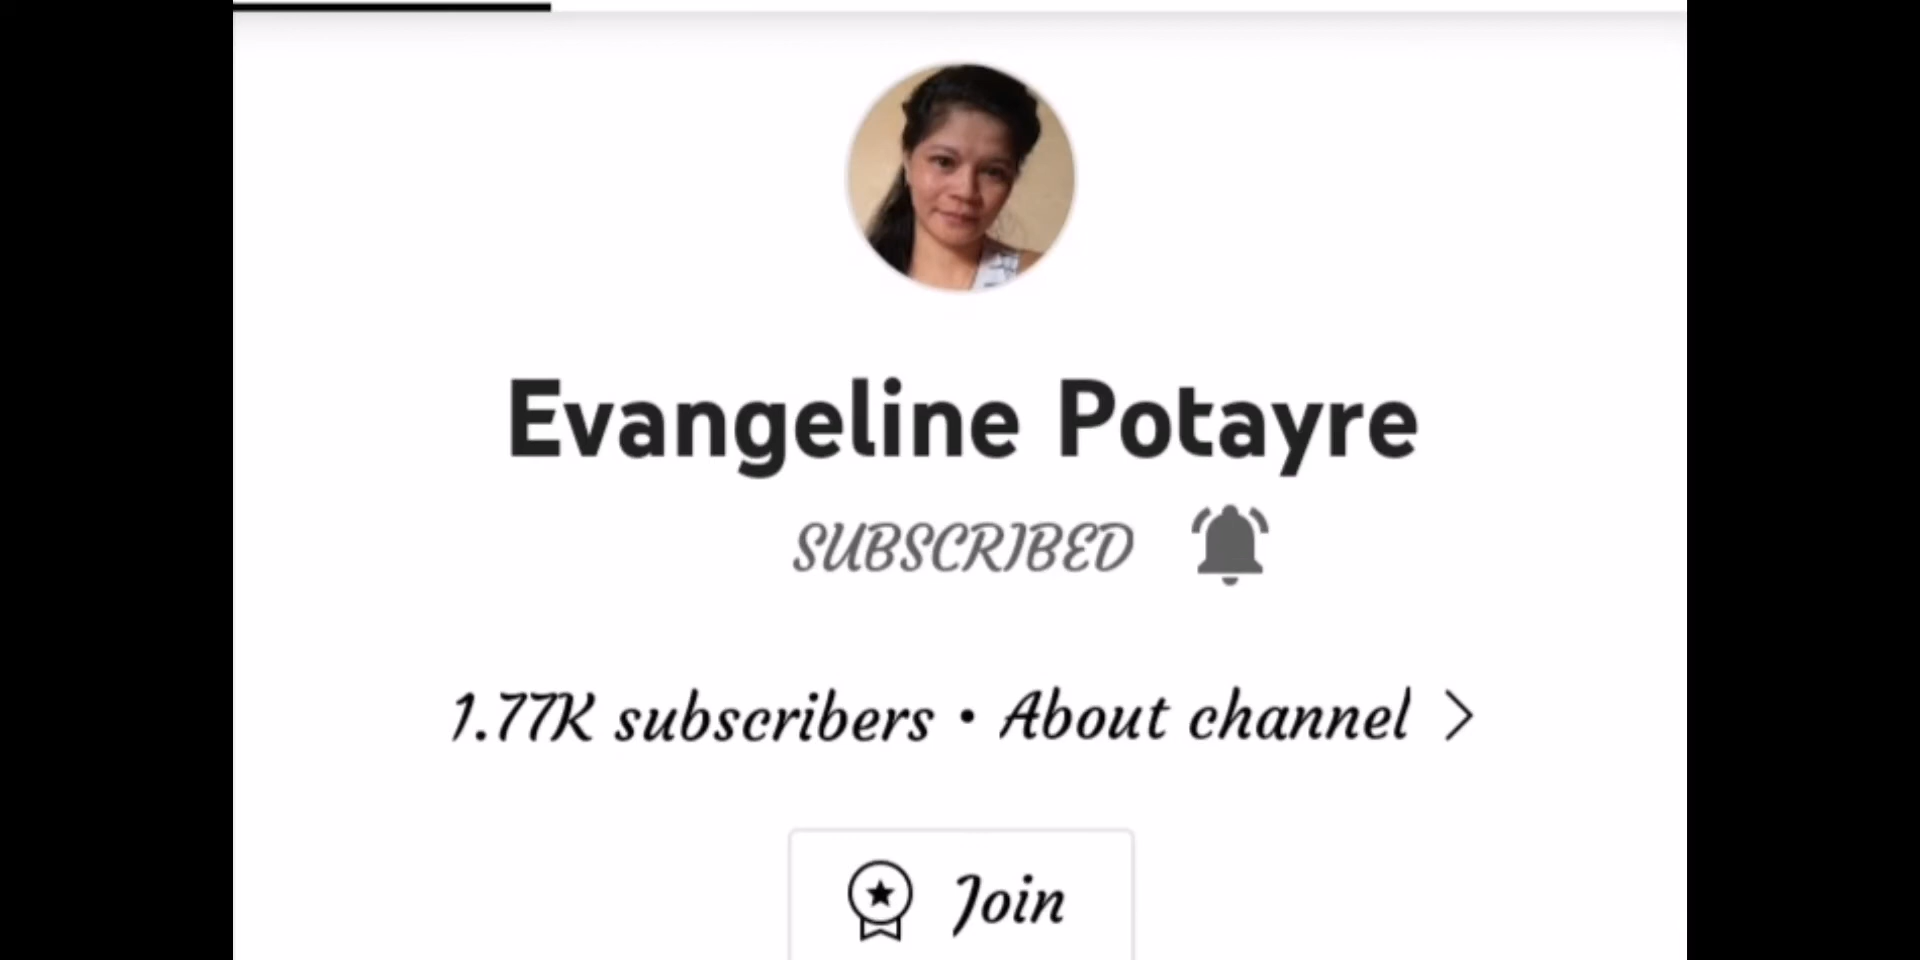 Evangeline Potayre
SUBSCRIBED
1.77K subscribers • About channel >
Join